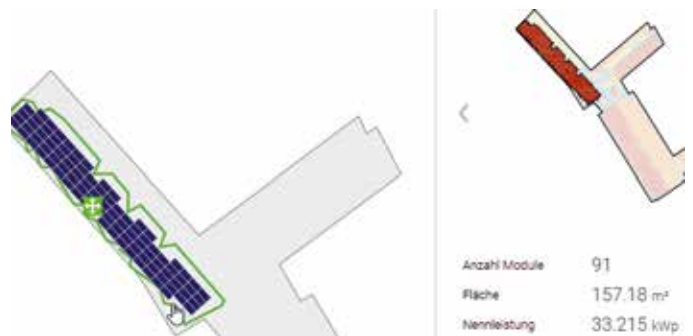 Anzahl Module 91
Fläche 157.18 m²
Nennleistung 33.215 kWp